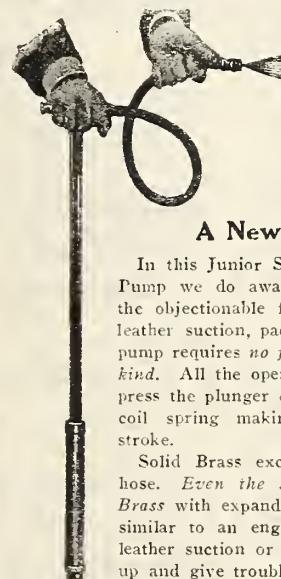 A New
In this Junior S
Pump we do awa
the objectionable f
leather suction, pac
pump requires no
kind. All the ope
press the plunger
coil spring making
stroke.
Solid Brass exc
hose. Even the
Brass with expand
similar to an eng
leather suction or
up and give troubl